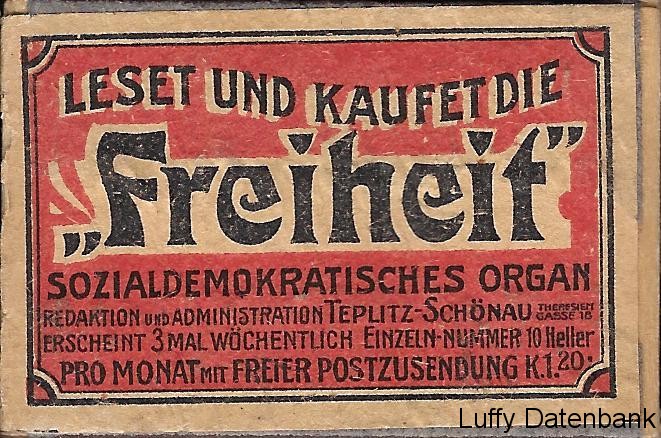 LESET UND KAUFET DIE
„Freiheit”
SOZIALDEMOKRATISCHES ORGAN
REDAKTION UND ADMINISTRATION TEPLITZ-SCHÖNAU THERESIEN GASSE 18
ERSCHEINT 3 MAL WÖCHENTLICH EINZELN-NUMMER 10 Heller
PRO MONAT MIT FREIER POSTZUSENDUNG K.1.20.
Luffy Datenbank